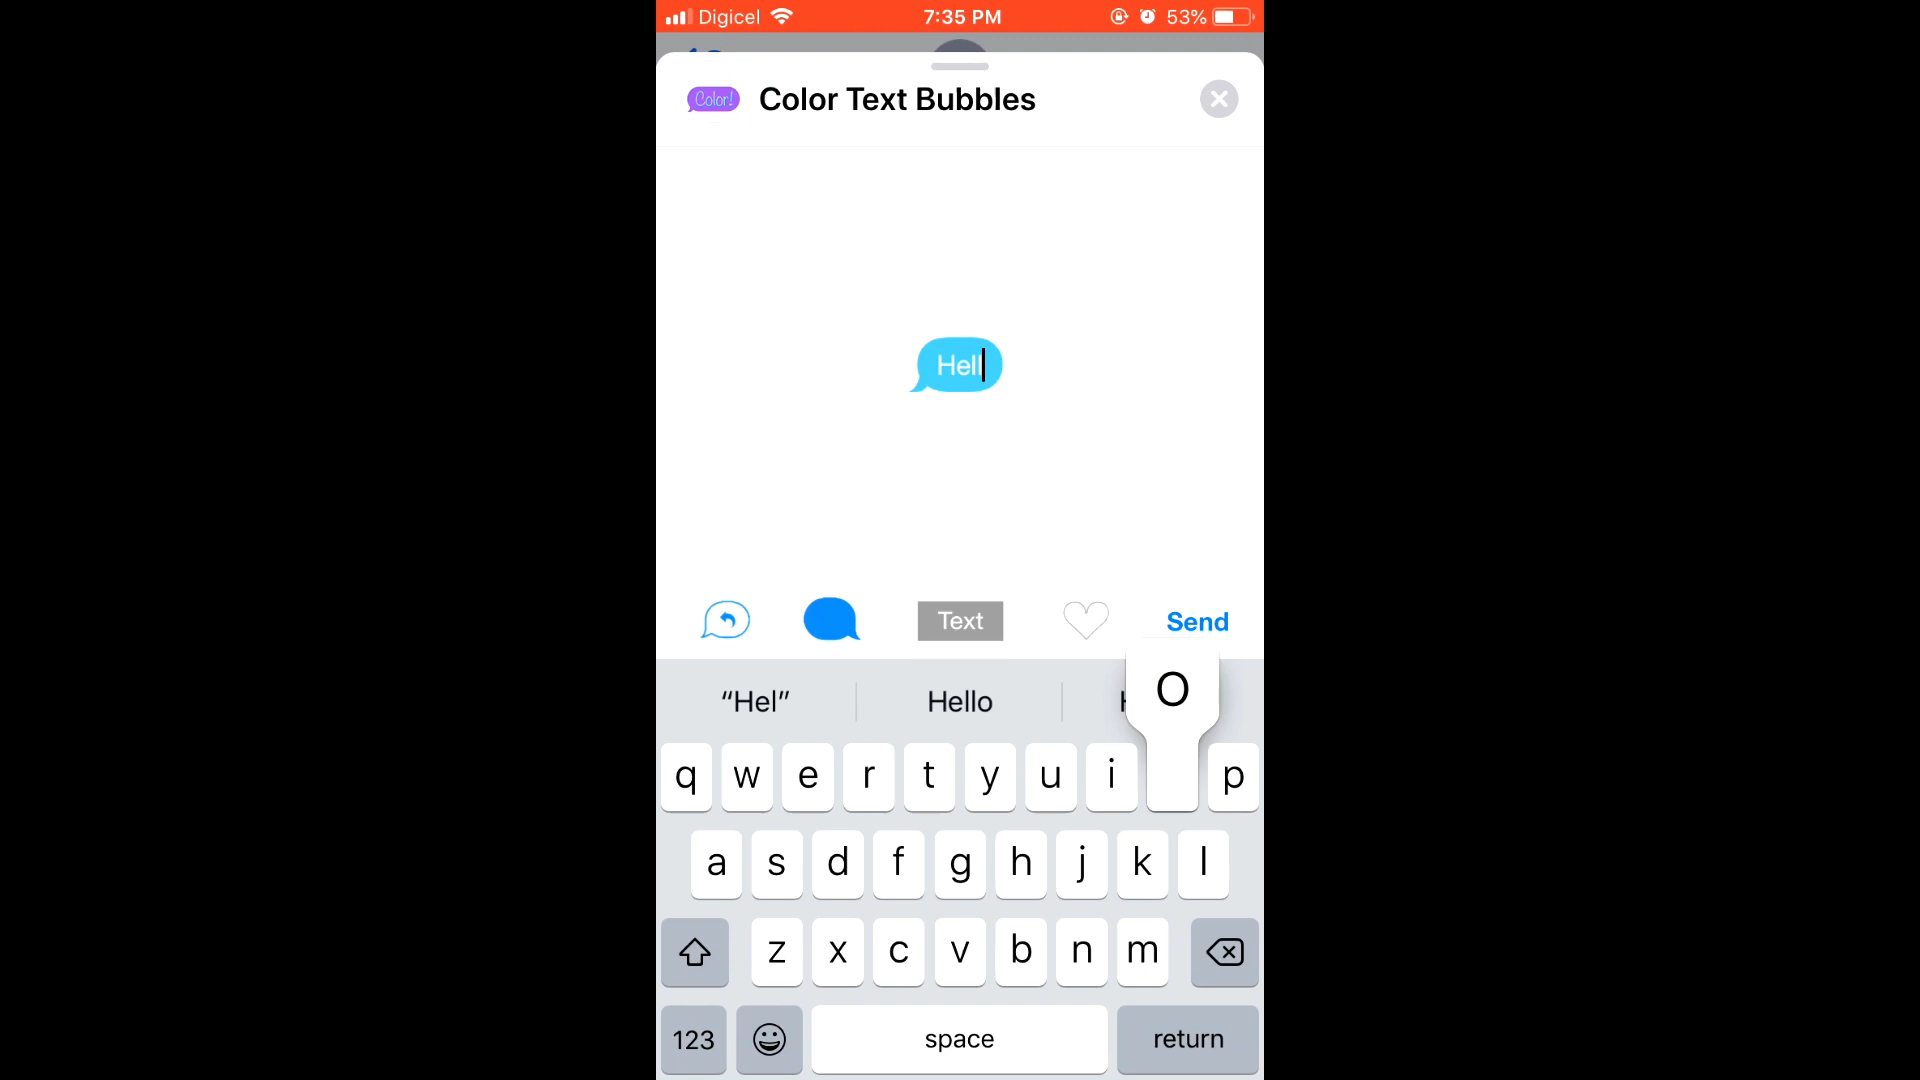 Digicel 7:35 PM 53%
Color! Color Text Bubbles
Hell
Text Send
“Hel” Hello
O
q w e r t y u i p
a s d f g h j k l
z x c v b n m
123 space return